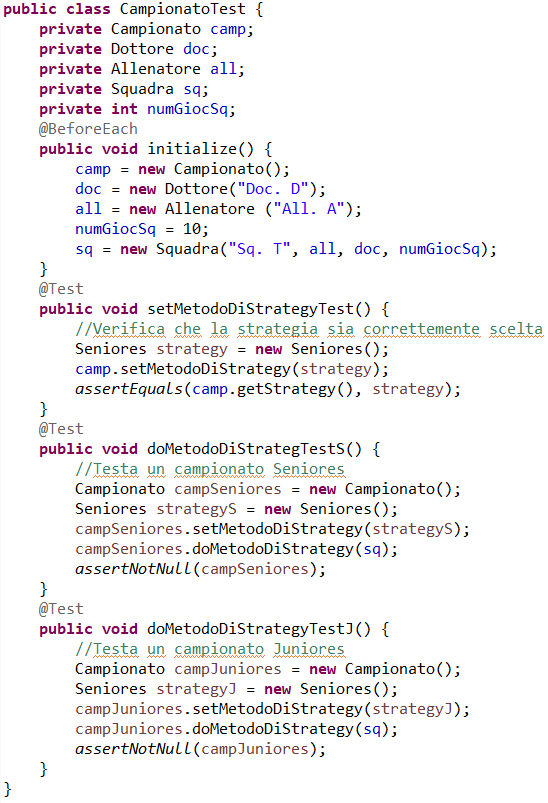 public class CampionatoTest {
private Campionato camp;
private Dottore doc;
private Allenatore all;
private Squadra sq;
private int numGiocSq;
@BeforeEach
public void initialize() {
camp = new Campionato();
doc = new Dottore("Doc. D");
all = new Allenatore ("All. A");
numGiocSq = 10;
sq = new Squadra("Sq. T", all, doc, numGiocSq);
}
@Test
public void setMetodoDiStrategyTest() {
//Verifica che la strategia sia correttemente scelta
Seniores strategy = new Seniores();
camp.setMetodoDiStrategy(strategy);
assertEquals(camp.getStrategy(), strategy);
}
@Test
public void doMetodoDiStrategTestS() {
//Testa un campionato Seniores
Campionato campSeniores = new Campionato();
Seniores strategyS = new Seniores();
campSeniores.setMetodoDiStrategy(strategyS);
campSeniores.doMetodoDiStrategy(sq);
assertNotNull(campSeniores);
}
@Test
public void doMetodoDiStrategyTestJ() {
//Testa un campionato Juniores
Campionato campJuniores = new Campionato();
Seniores strategyJ = new Seniores();
campJuniores.setMetodoDiStrategy(strategyJ);
campJuniores.doMetodoDiStrategy(sq);
assertNotNull(campJuniores);
}
}